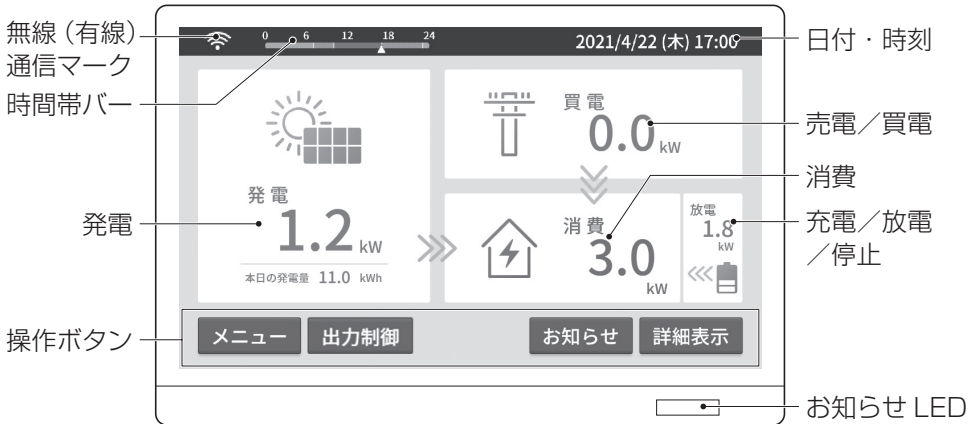 無線（有線）
通信マーク
時間帯バー
発電
操作ボタン
0 6 12 18 24
2021/4/22 (木) 17:00
発電
1.2 kW
本日の発電量 11.0 kWh
買電
0.0 kW
消費
3.0 kW
放電
1.8
kW
メニュー 出力制御 お知らせ 詳細表示
日付・時刻
売電／買電
消費
充電／放電
／停止
お知らせ LED